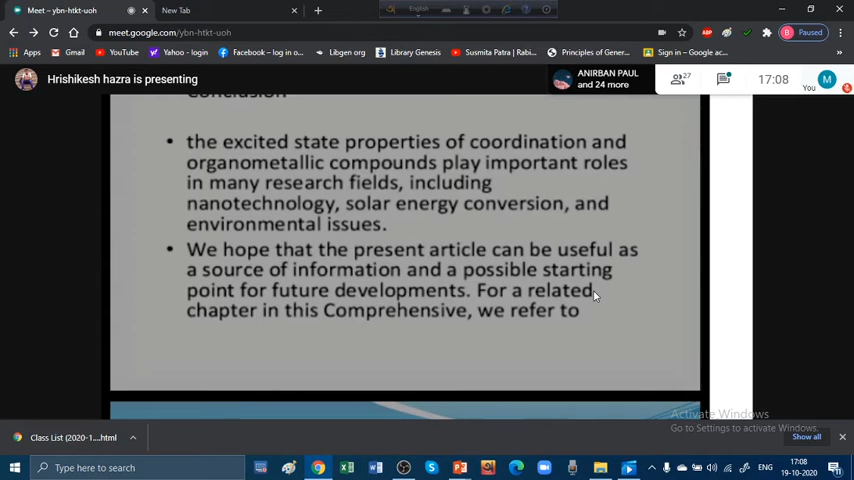 Meet – ybn-htkt-uoh
New Tab
English
meet.google.com/ybn-htkt-uoh
Paused
Apps
Gmail
YouTube
Yahoo - login
Facebook – log in o...
Libgen org
Library Genesis
Susmita Patra | Rabi...
Principles of Gener...
Sign in – Google ac...
Hrishikesh hazra is presenting
ANIRBAN PAUL
and 24 more
27
17:08
You
M
Conclusion
• the excited state properties of coordination and
organometallic compounds play important roles
in many research fields, including
nanotechnology, solar energy conversion, and
environmental issues.
• We hope that the present article can be useful as
a source of information and a possible starting
point for future developments. For a related
chapter in this Comprehensive, we refer to
Activate Windows
Go to Settings to activate Windows.
Class List (2020-1....html
Show all
Type here to search
ENG
17:08
19-10-2020